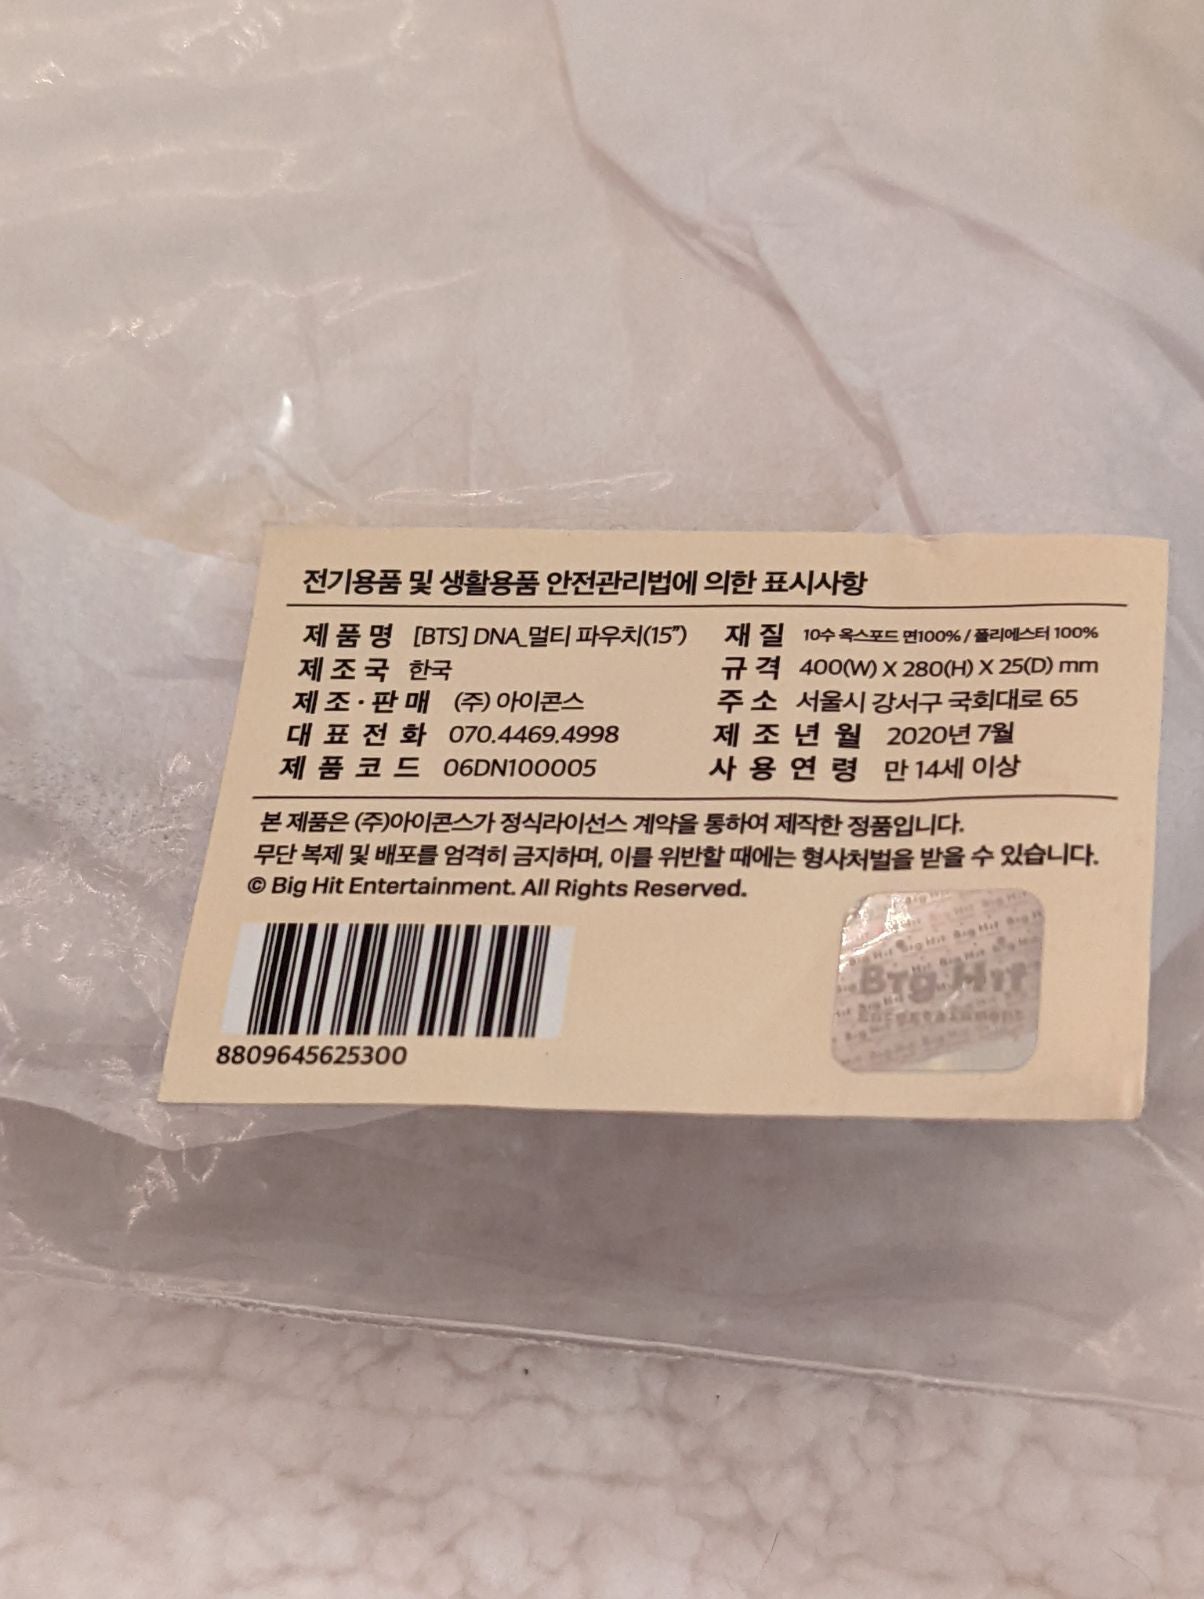 전기용품 및 생활용품 안전관리법에 의한 표시사항
제품명 [BTS] DNA_멀티 파우치(15”) 재질 10수 옥스포드 면100% / 폴리에스터 100%
제조국 한국 규격 400(W) X 280(H) X 25(D) mm
제조·판매 (주) 아이콘스 주소 서울시 강서구 국회대로 65
대표전화 070.4469.4998 제조년월 2020년 7월
제품코드 06DN100005 사용연령 만 14세 이상
본 제품은 (주)아이콘스가 정식라이선스 계약을 통하여 제작한 정품입니다.
무단 복제 및 배포를 엄격히 금지하며, 이를 위반할 때에는 형사처벌을 받을 수 있습니다.
© Big Hit Entertainment. All Rights Reserved.
Big Hit
Entertainment
8809645625300